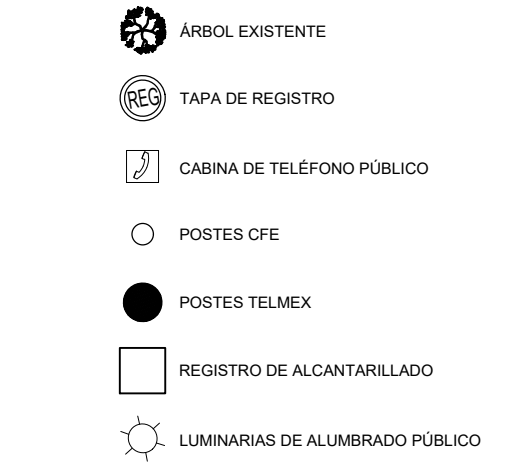 ÁRBOL EXISTENTE
REG TAPA DE REGISTRO
CABINA DE TELÉFONO PÚBLICO
POSTES CFE
POSTES TELMEX
REGISTRO DE ALCANTARILLADO
LUMINARIAS DE ALUMBRADO PÚBLICO